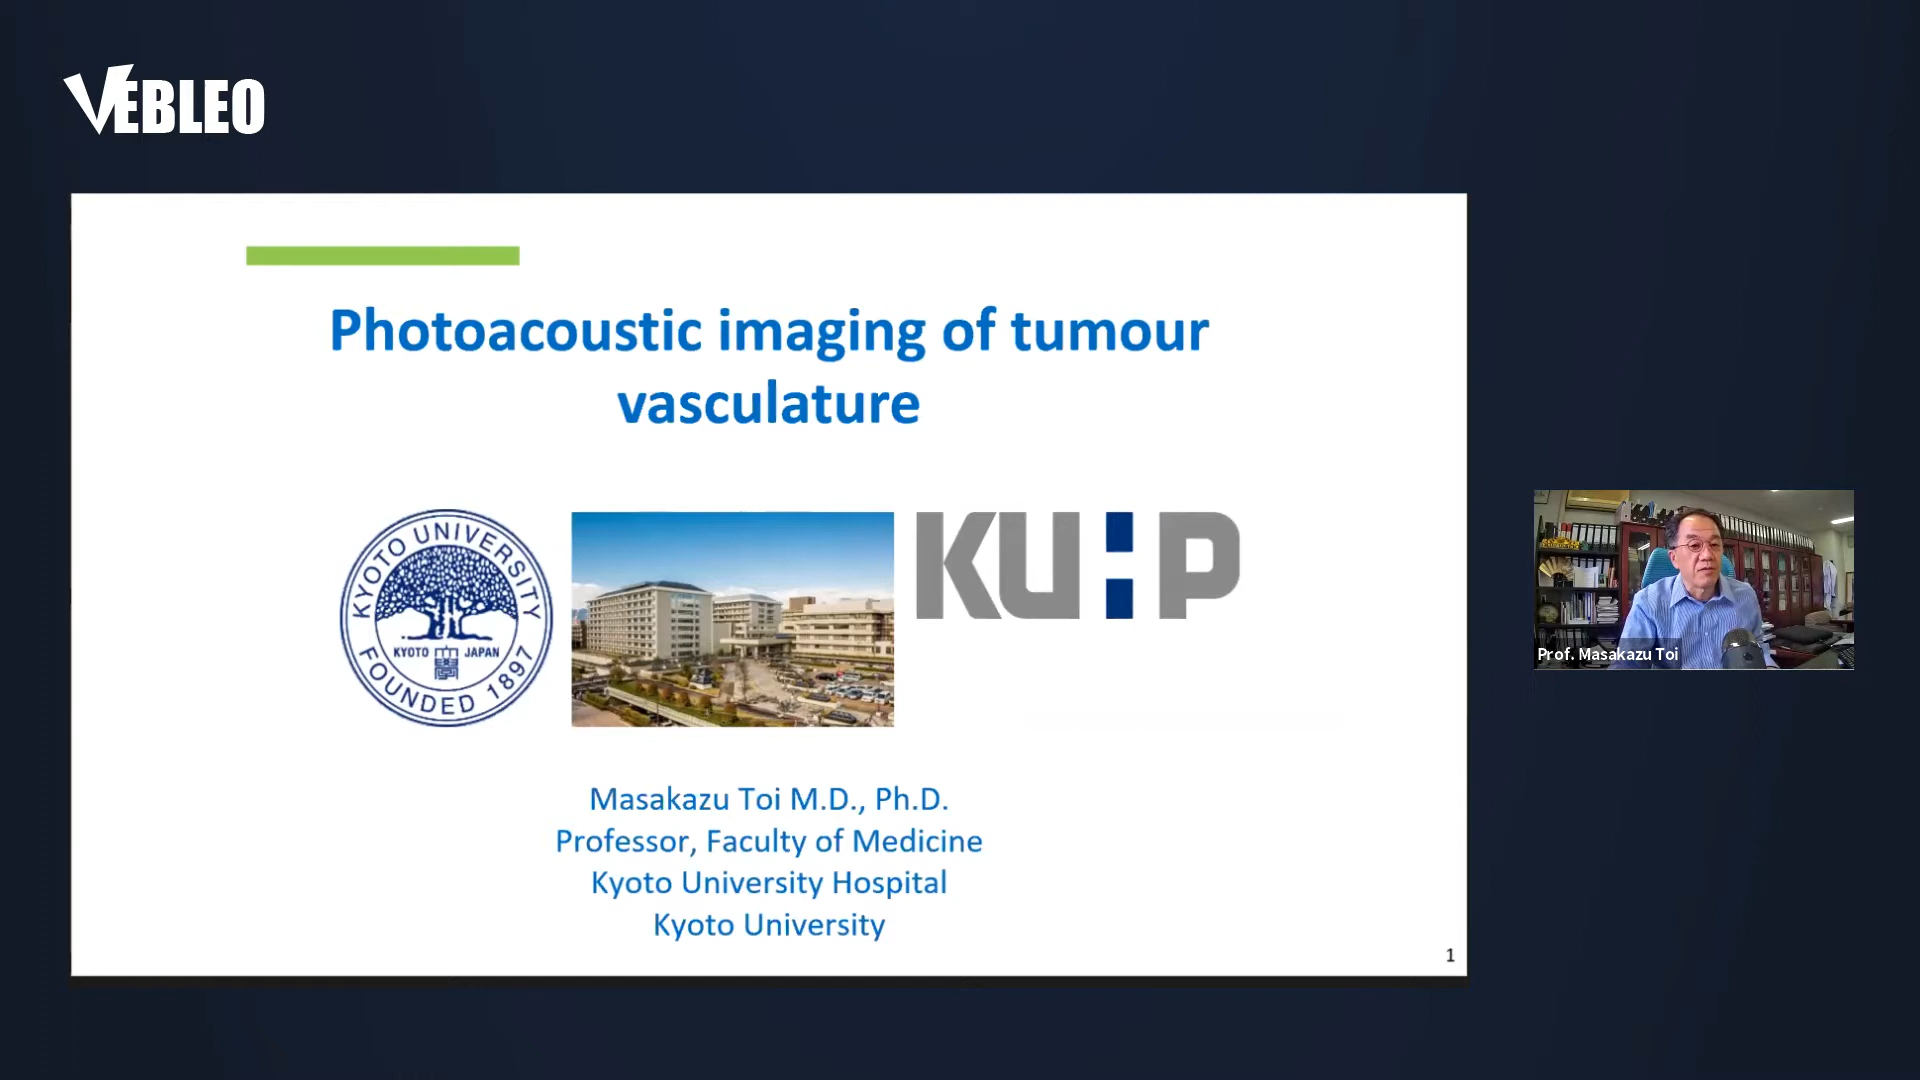 VEBLEO
Photoacoustic imaging of tumour
vasculature
KYOTO UNIVERSITY
KYOTO JAPAN
FOUNDED 1897
KUHP
Prof. Masakazu Toi
Masakazu Toi M.D., Ph.D.
Professor, Faculty of Medicine
Kyoto University Hospital
Kyoto University
1